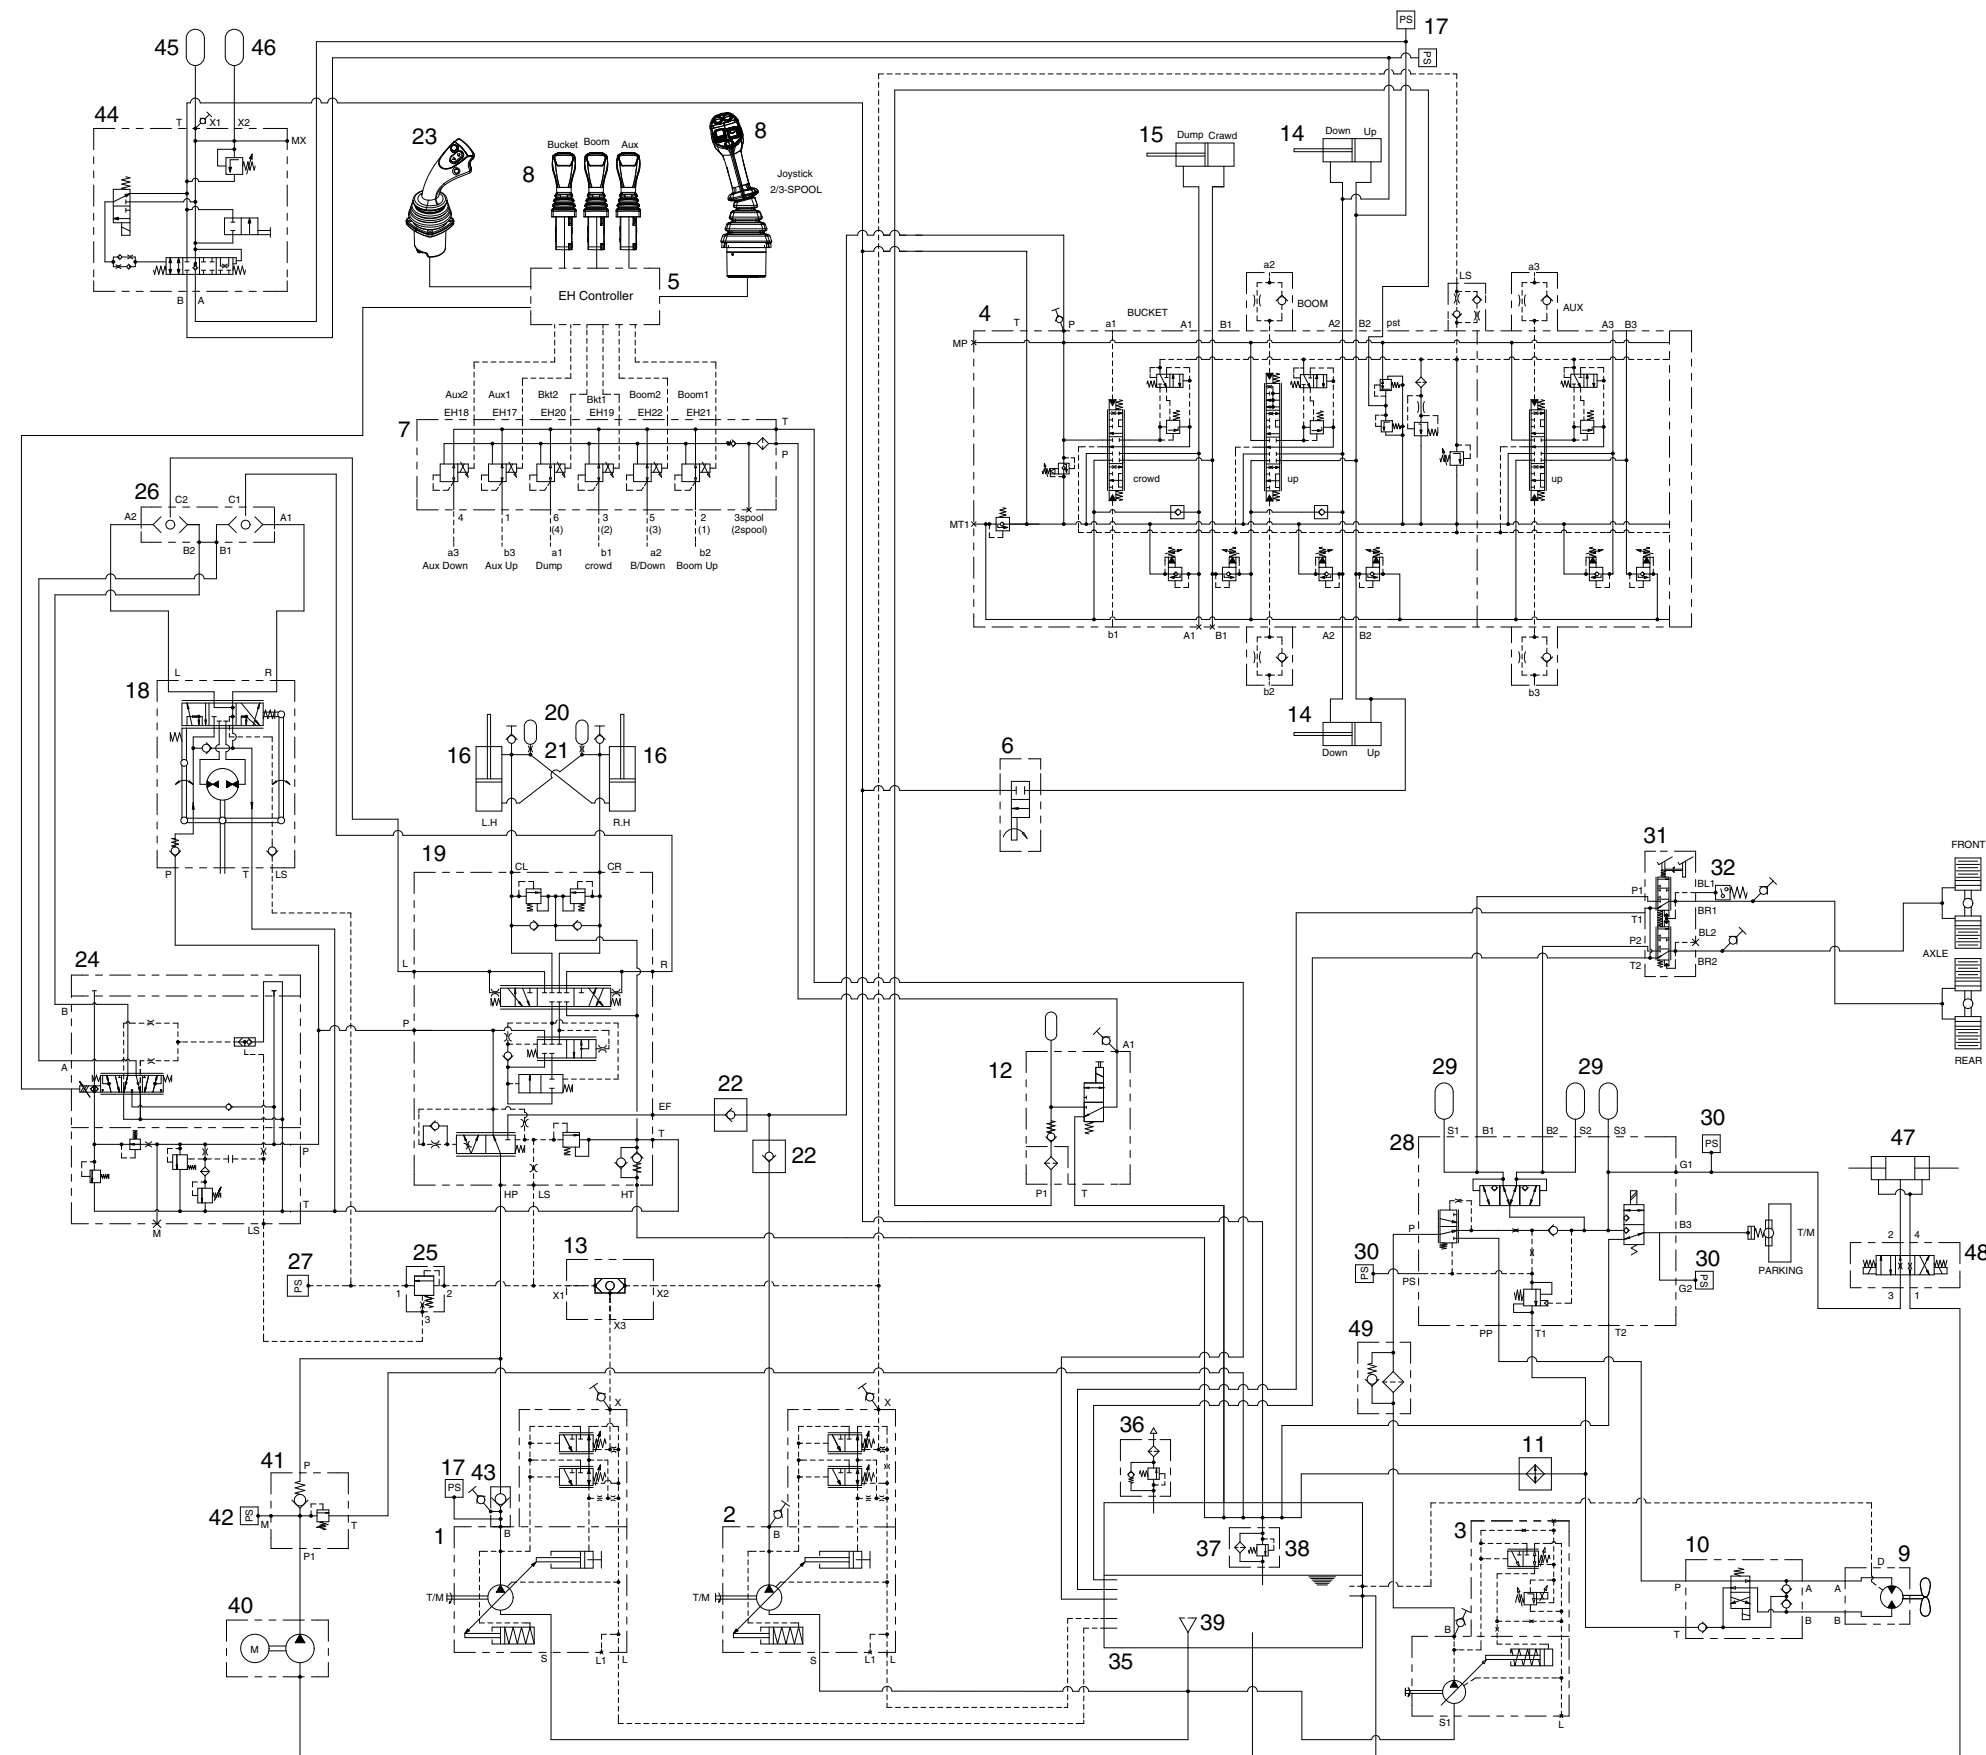 PS 17
PS
45 46
44
T X1 X2
MX
B A
23
8
Bucket Boom Aux
8
Joystick
2/3-SPOOL
EH Controller
5
15 Dump Crawd
14 Down Up
4
T P a1 BUCKET A1 B1
a2
BOOM
A2 B2 pst
LS
a3
AUX
A3 B3
MP
crowd
up
up
MT1
b1 A1 B1 A2 B2
b2
b3
14
Down Up
6
Aux2 Aux1 Bkt2 Bkt1 Boom2 Boom1
EH18 EH17 EH20 EH19 EH22 EH21
7
T
P
4 1 6 3 5 2 3spool
(4) (2) (3) (1) (2spool)
a3 b3 a1 b1 a2 b2
Aux Down Aux Up Dump crowd B/Down Boom Up
26
C2 C1
A2 A1
B2 B1
18
L R
P T LS
20
16 21 16
L.H R.H
19
CL CR
L R
P
EF
T
HP LS HT
22
22
24
B
A
P
T
M LS
12
A1
P1 T
31
P1 BL1 32
T1 BR1
P2 BL2
T2 BR2
FRONT
AXLE
REAR
29 29
28
S1 B1 B2 S2 S3
30
PS
G1
47
P
B3
T/M
PARKING
30
PS
PS
30
PS
G2
PP T1 T2
2 4
48
3 1
27
PS
25
1 2
3
13
X1 X2
X3
49
X X
36
11
41
P
42 PS M
T
P1
17 43
PS
1
B
T/M
S L1 L
2
B
T/M
S L1 L
37 38
39
35
3
B
S1 L
10
P A
T B
9
D
A
B
40
M